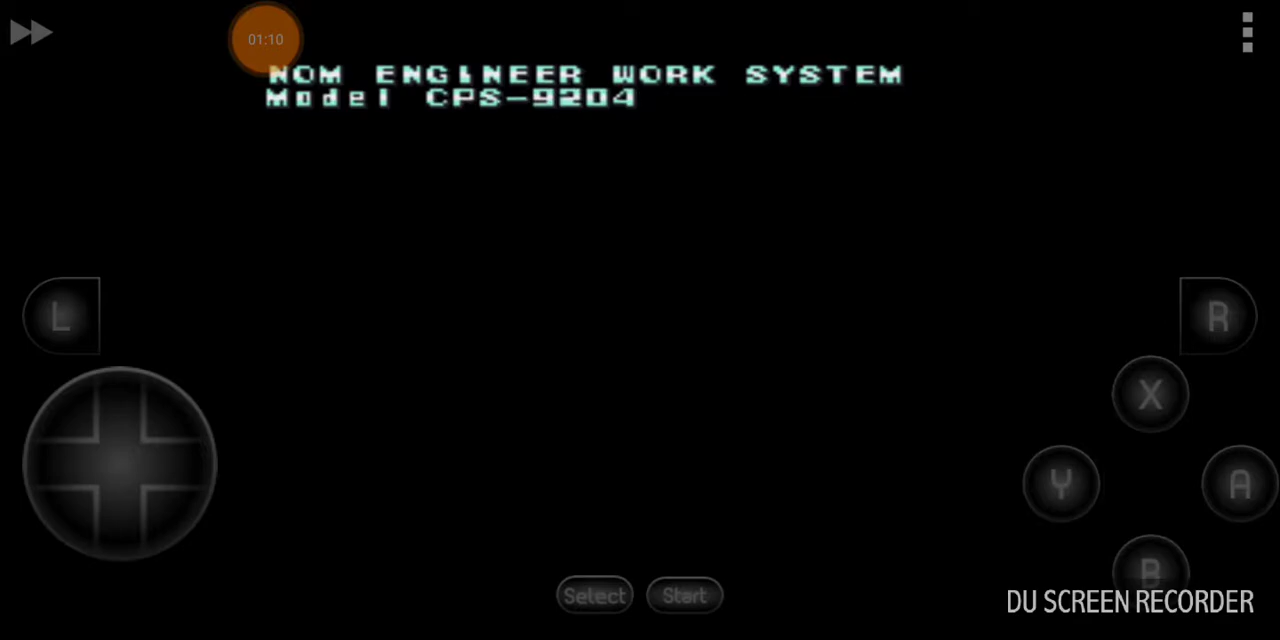 01:10
NOM ENGINEER WORK SYSTEM
Model CPS-9204
L
R
X
Y
A
B
Select
Start
DU SCREEN RECORDER